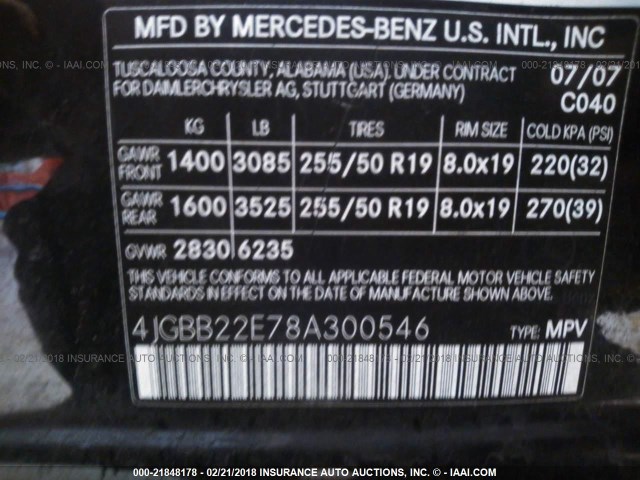 MFD BY MERCEDES-BENZ U.S. INTL., INC
TUSCALOOSA COUNTY, ALABAMA (USA). UNDER CONTRACT 07/07
FOR DAIMLERCHRYSLER AG, STUTTGART (GERMANY) C040
KG LB TIRES RIM SIZE COLD KPA (PSI)
GAWR FRONT 1400 3085 255/50 R19 8.0x19 220(32)
GAWR REAR 1600 3525 255/50 R19 8.0x19 270(39)
GVWR 2830 6235
THIS VEHICLE CONFORMS TO ALL APPLICABLE FEDERAL MOTOR VEHICLE SAFETY
STANDARDS IN EFFECT ON THE DATE OF MANUFACTURE SHOWN ABOVE.
4JGBB22E78A300546 TYPE: MPV
000-21848178 - 02/21/2018 INSURANCE AUTO AUCTIONS, INC. - © IAAI.COM